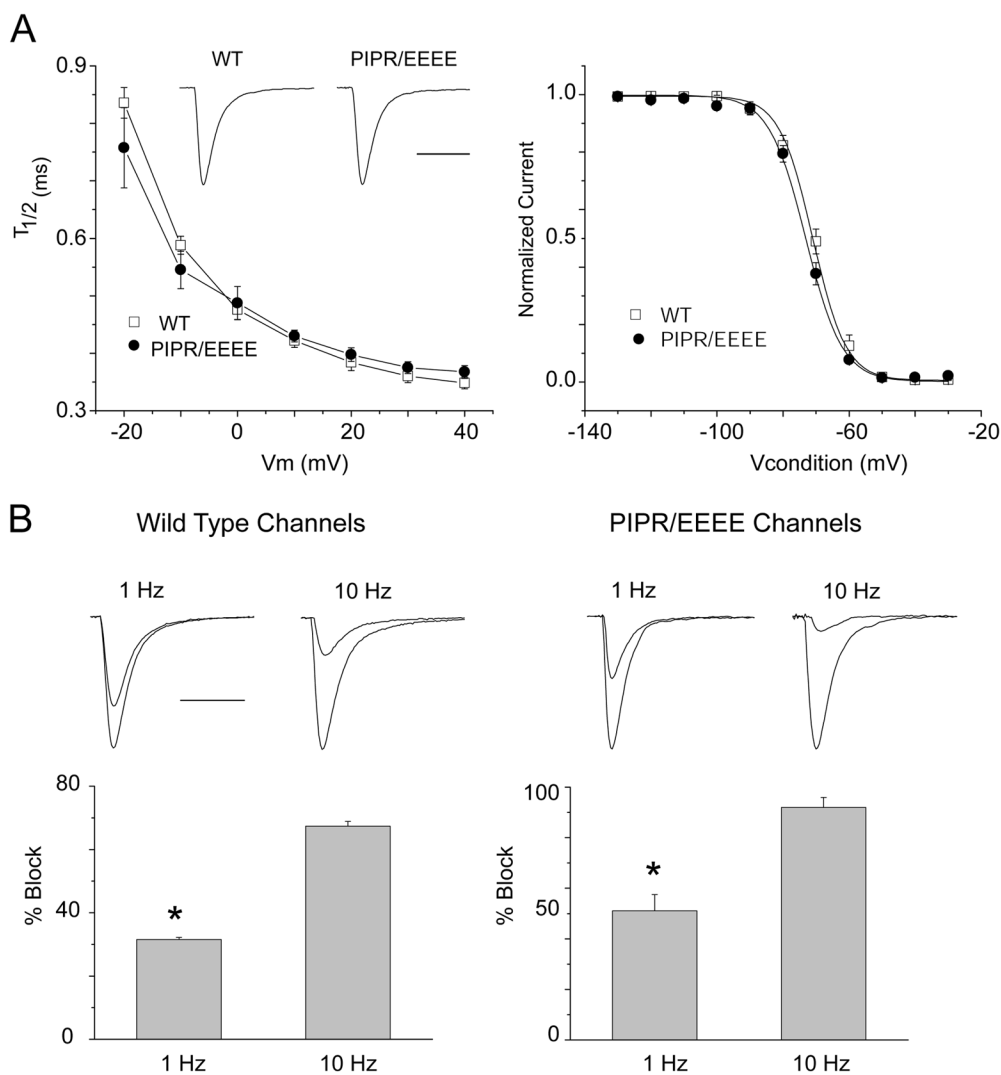 A
WT PIPR/EEEE
0.9
0.6
0.3
T1/2 (ms)
WT
PIPR/EEEE
-20 0 20 40
Vm (mV)
1.0
0.5
0.0
Normalized Current
WT
PIPR/EEEE
-140 -100 -60 -20
Vcondition (mV)
B
Wild Type Channels
1 Hz 10 Hz
80
40
0
% Block
*
1 Hz 10 Hz
PIPR/EEEE Channels
1 Hz 10 Hz
100
50
0
% Block
*
1 Hz 10 Hz